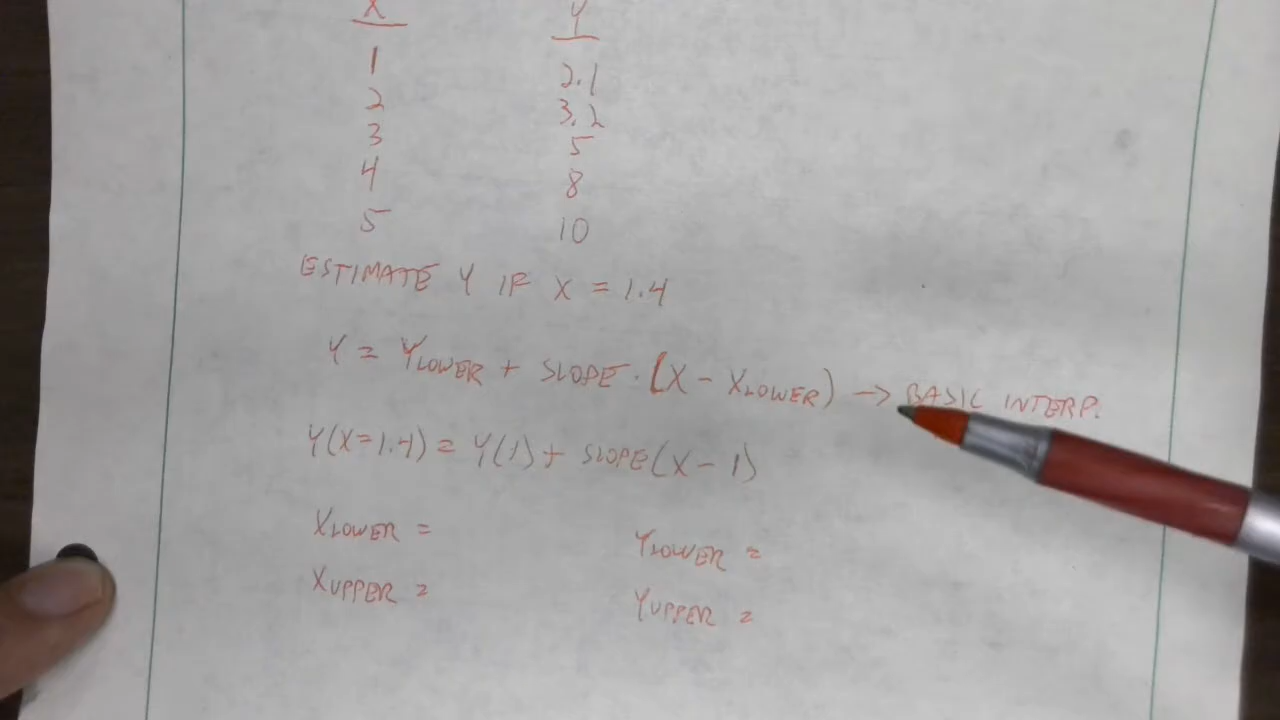 X Y
1 2.1
2 3.2
3 5
4 8
5 10
ESTIMATE Y IF X = 1.4
Y = YLOWER + SLOPE · (X - XLOWER) → BASIC INTERP.
Y(X=1.4) = Y(1) + SLOPE(X - 1)
XLOWER = YLOWER =
XUPPER = YUPPER =